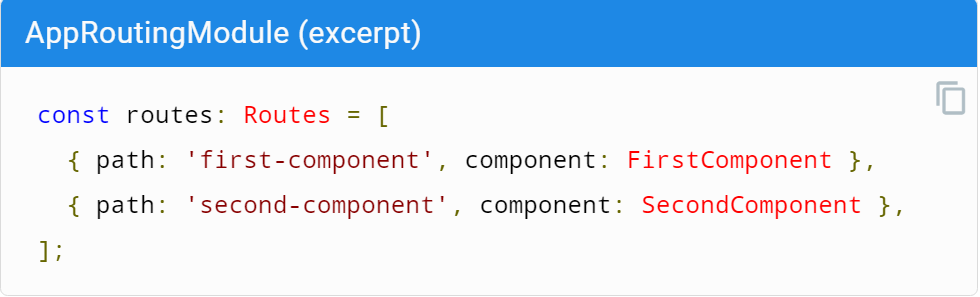 AppRoutingModule (excerpt)
const routes: Routes = [
  { path: 'first-component', component: FirstComponent },
  { path: 'second-component', component: SecondComponent },
];